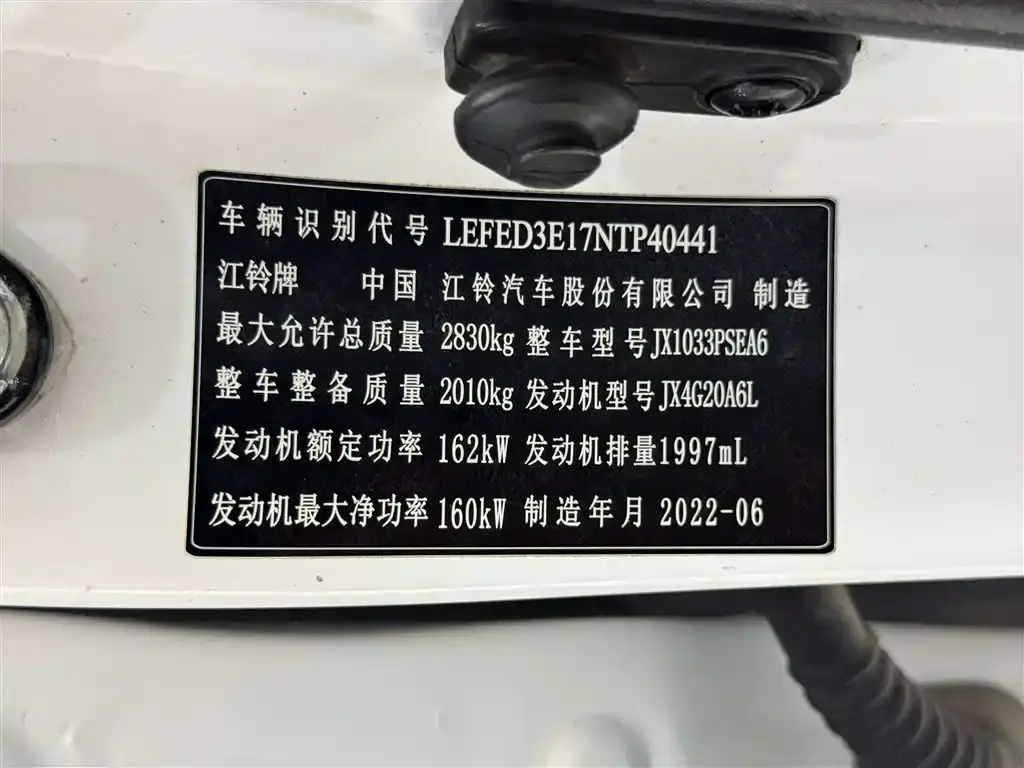 车辆识别代号 LEFED3E17NTP40441
江铃牌 中国 江铃汽车股份有限公司 制造
最大允许总质量 2830kg 整车型号JX1033PSEA6
整车整备质量 2010kg 发动机型号JX4G20A6L
发动机额定功率 162kW 发动机排量1997mL
发动机最大净功率160kW 制造年月 2022-06